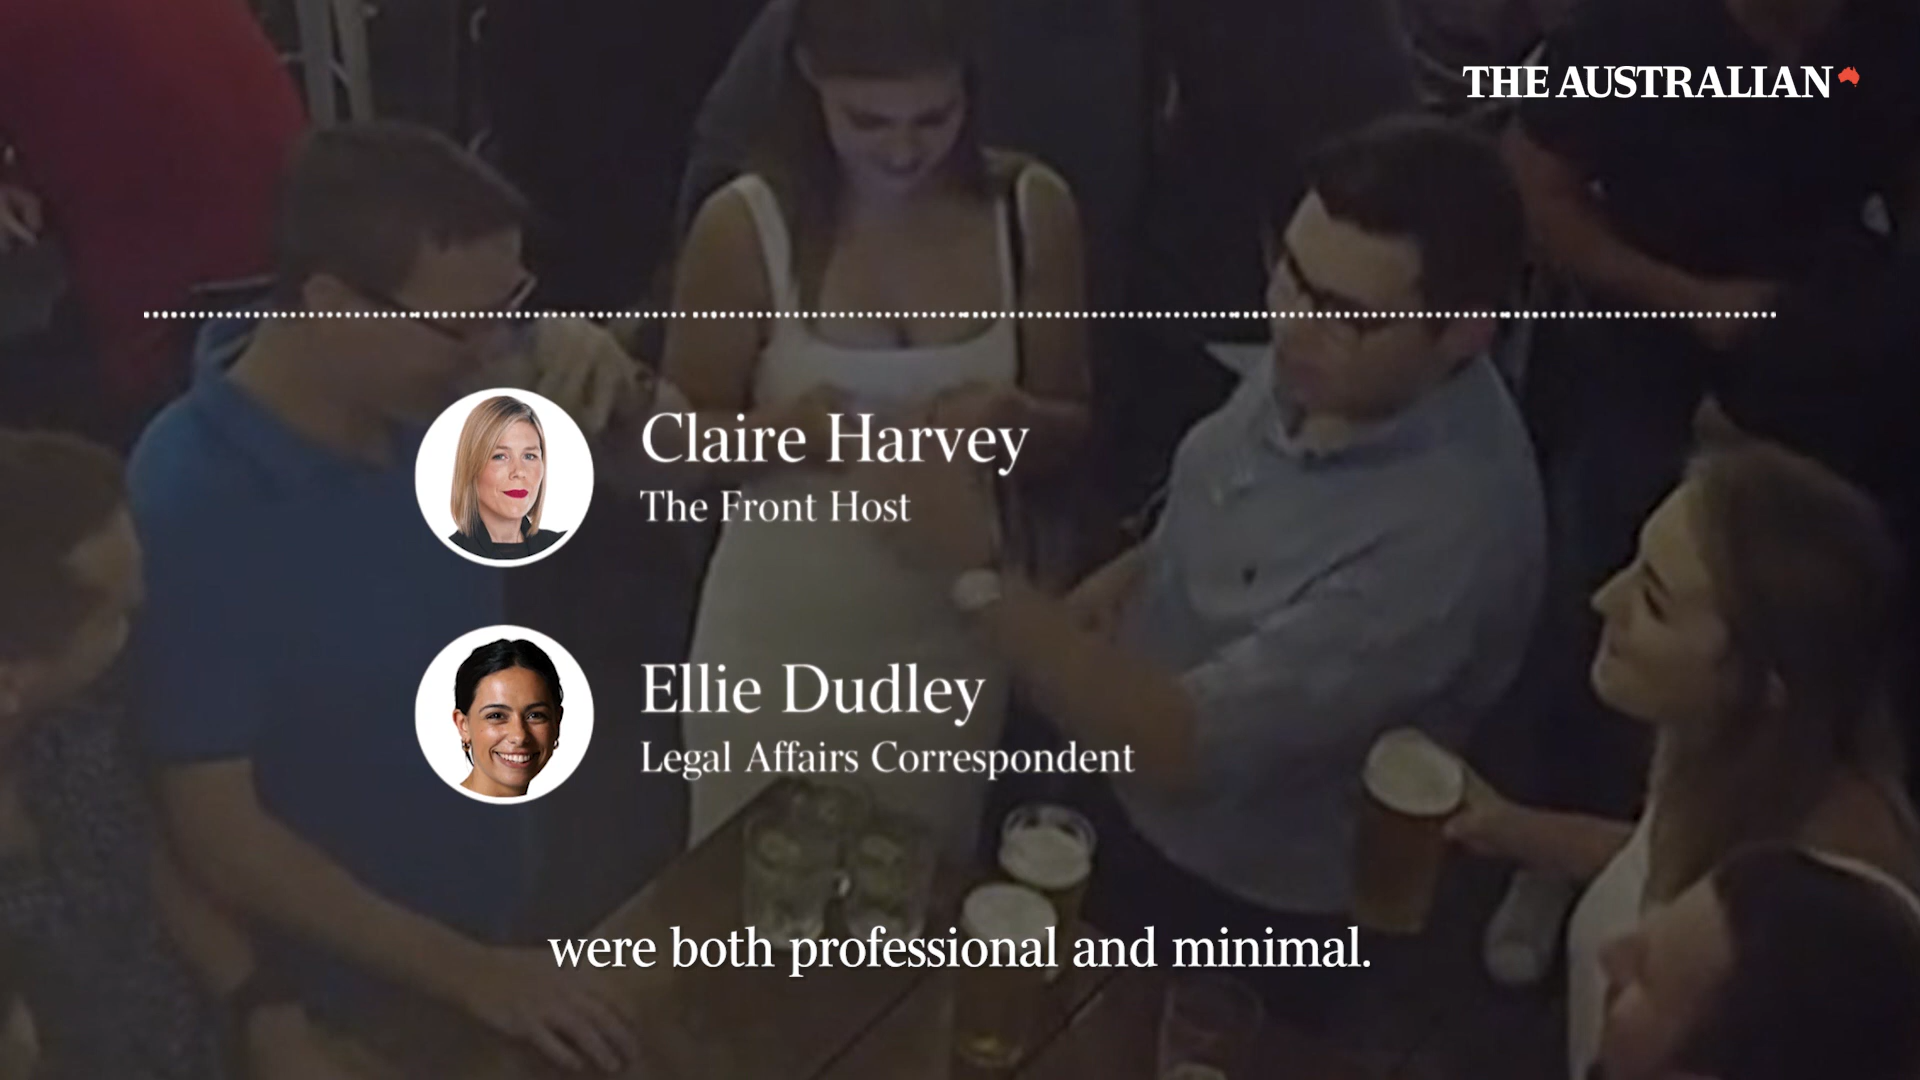 THE AUSTRALIAN
Claire Harvey
The Front Host
Ellie Dudley
Legal Affairs Correspondent
were both professional and minimal.